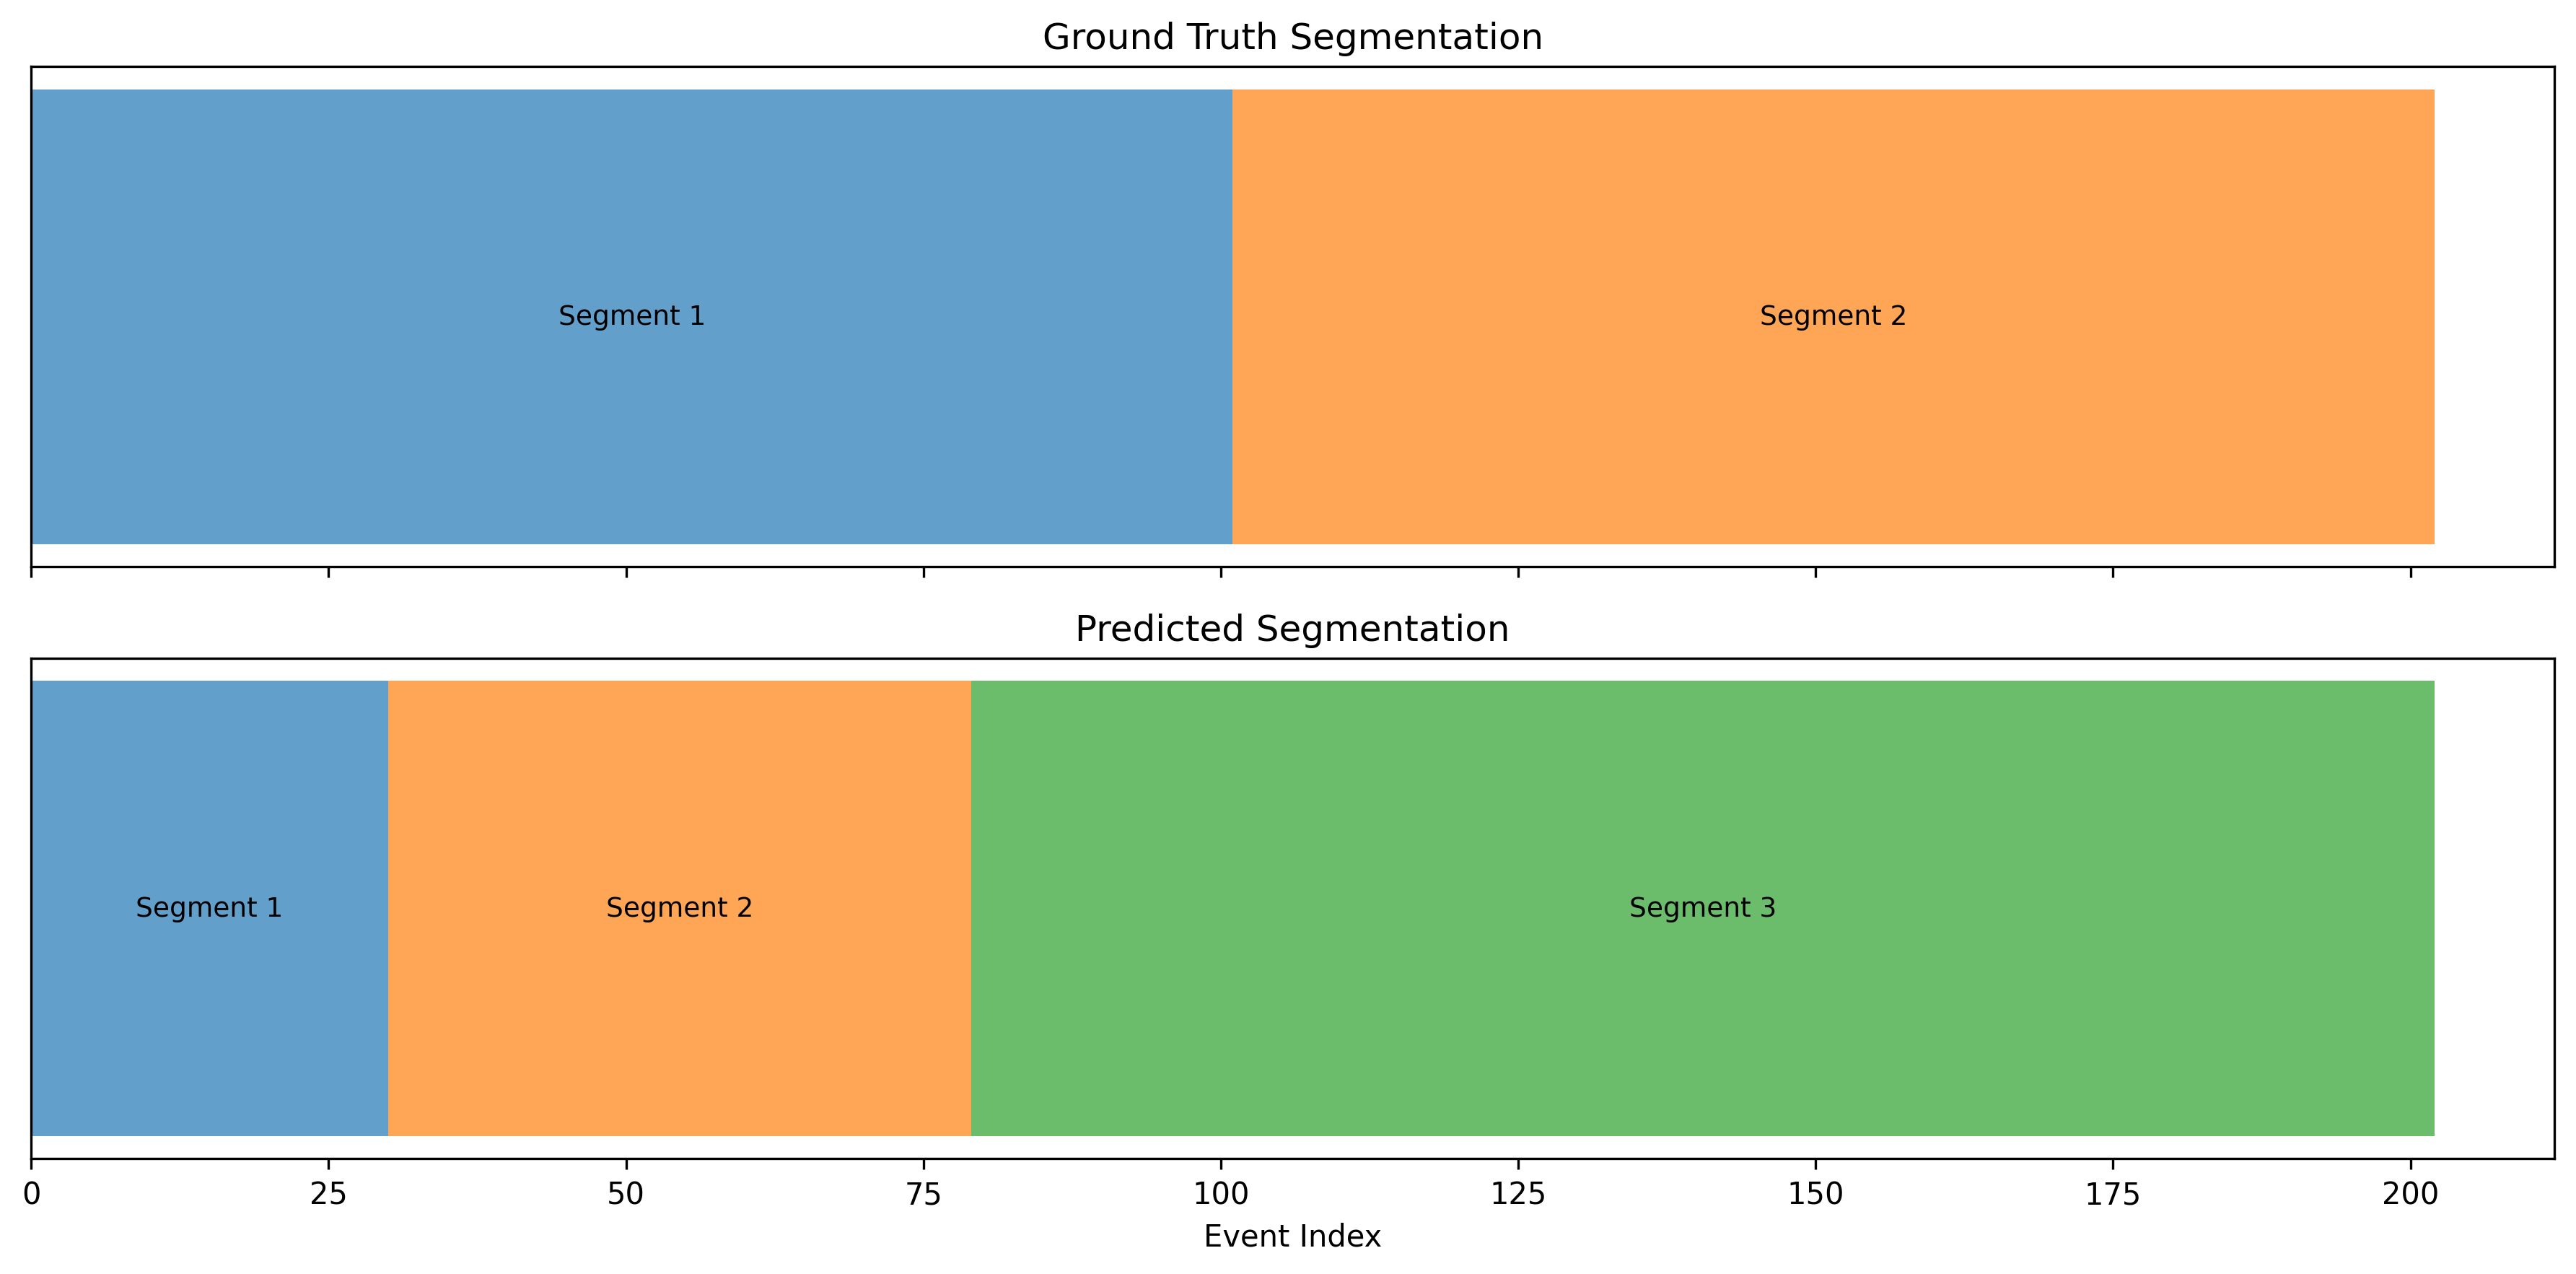 Ground Truth Segmentation
Segment 1
Segment 2
Predicted Segmentation
Segment 1
Segment 2
Segment 3
0 25 50 75 100 125 150 175 200
Event Index